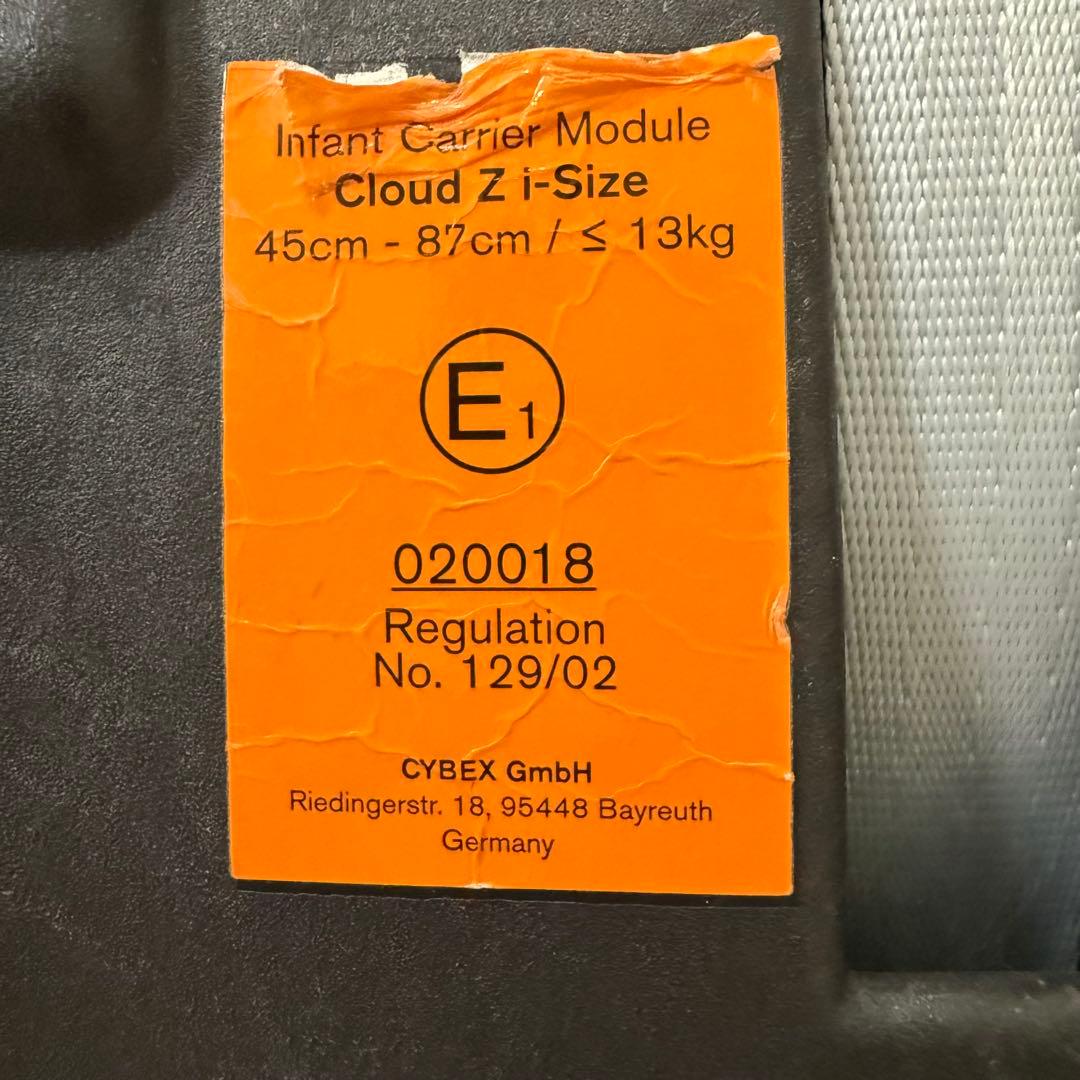 Infant Carrier Module
Cloud Z i-Size
45cm - 87cm / ≤ 13kg
E1
020018
Regulation
No. 129/02
CYBEX GmbH
Riedingerstr. 18, 95448 Bayreuth
Germany